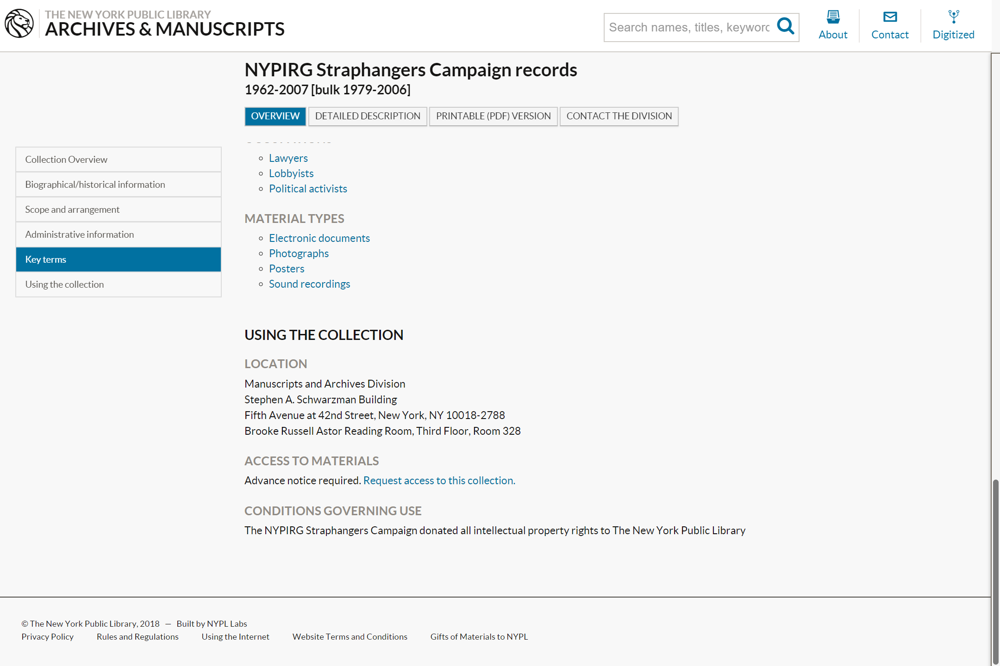 THE NEW YORK PUBLIC LIBRARY
ARCHIVES & MANUSCRIPTS
Search names, titles, keyword
About
Contact
Digitized
NYPIRG Straphangers Campaign records
1962-2007 [bulk 1979-2006]
OVERVIEW
DETAILED DESCRIPTION
PRINTABLE (PDF) VERSION
CONTACT THE DIVISION
Collection Overview
Biographical/historical information
Scope and arrangement
Administrative information
Key terms
Using the collection
Lawyers
Lobbyists
Political activists
MATERIAL TYPES
Electronic documents
Photographs
Posters
Sound recordings
USING THE COLLECTION
LOCATION
Manuscripts and Archives Division
Stephen A. Schwarzman Building
Fifth Avenue at 42nd Street, New York, NY 10018-2788
Brooke Russell Astor Reading Room, Third Floor, Room 328
ACCESS TO MATERIALS
Advance notice required. Request access to this collection.
CONDITIONS GOVERNING USE
The NYPIRG Straphangers Campaign donated all intellectual property rights to The New York Public Library
© The New York Public Library, 2018 — Built by NYPL Labs
Privacy Policy Rules and Regulations Using the Internet Website Terms and Conditions Gifts of Materials to NYPL